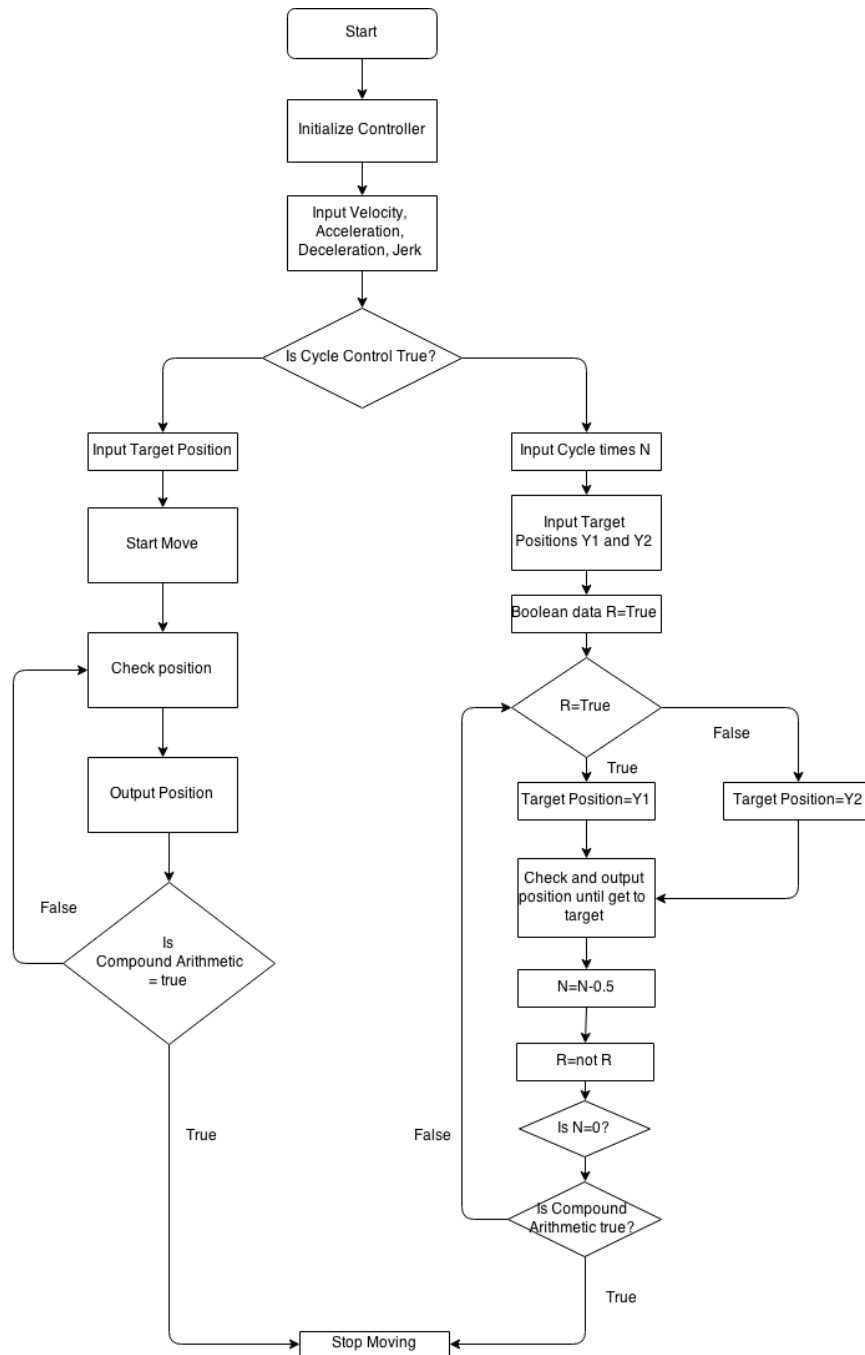 Start
Initialize Controller
Input Velocity,
Acceleration,
Deceleration, Jerk
Is Cycle Control True?
Input Target Position
Start Move
Check position
Output Position
False
Is
Compound Arithmetic
= true
True
Input Cycle times N
Input Target
Positions Y1 and Y2
Boolean data R=True
R=True
False
True
Target Position=Y1
Target Position=Y2
Check and output
position until get to
target
N=N-0.5
R=not R
Is N=0?
False
Is Compound
Arithmetic true?
True
Stop Moving